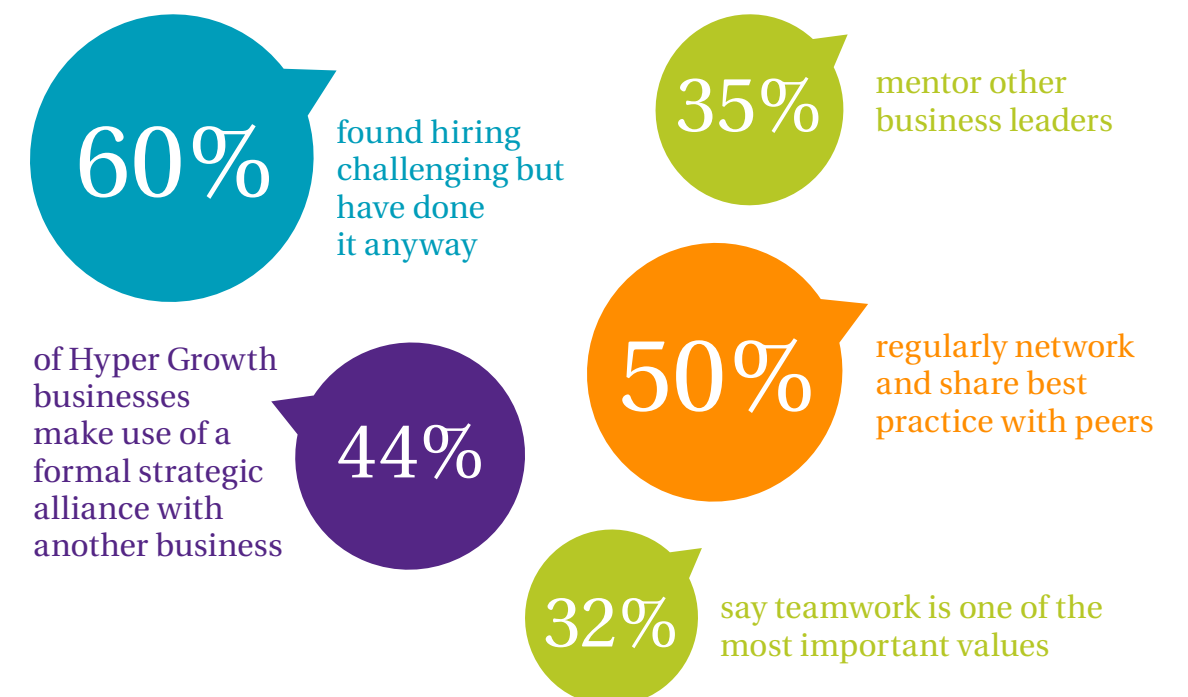 60%
found hiring
challenging but
have done
it anyway
35%
mentor other
business leaders
of Hyper Growth
businesses
make use of a
formal strategic
alliance with
another business
44%
50%
regularly network
and share best
practice with peers
32%
say teamwork is one of the
most important values